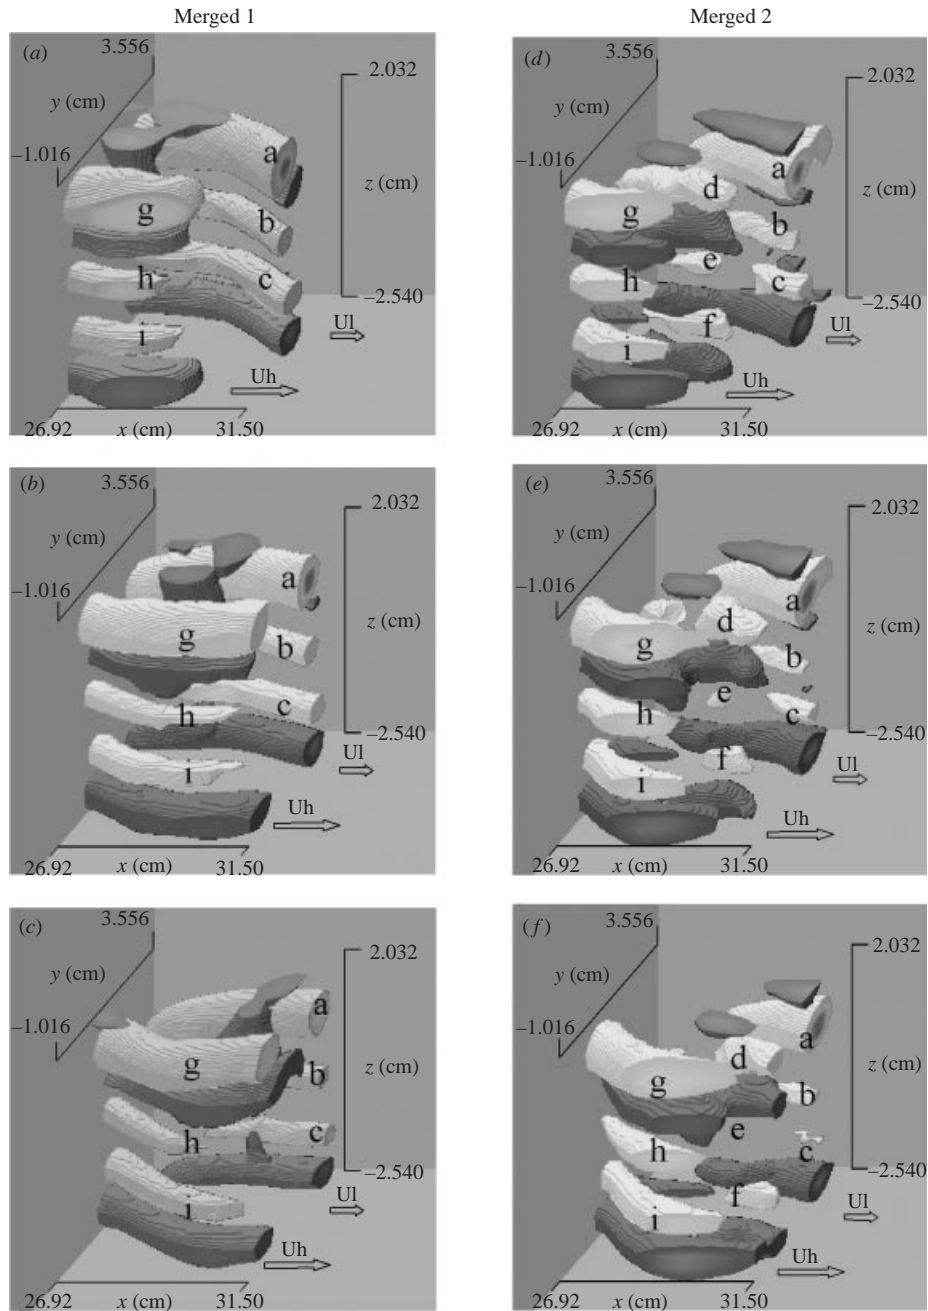 Merged 1
Merged 2
(a)
3.556
y (cm)
−1.016
2.032
z (cm)
−2.540
a
b
c
g
h
i
Ul
Uh
26.92
x (cm)
31.50
(d)
3.556
y (cm)
−1.016
2.032
z (cm)
−2.540
a
d
g
b
e
h
c
f
i
Ul
Uh
26.92
x (cm)
31.50
(b)
3.556
y (cm)
−1.016
2.032
z (cm)
−2.540
a
g
b
c
h
i
Ul
Uh
26.92
x (cm)
31.50
(e)
3.556
y (cm)
−1.016
2.032
z (cm)
−2.540
a
d
g
b
e
c
h
f
i
Ul
Uh
26.92
x (cm)
31.50
(c)
3.556
y (cm)
−1.016
2.032
z (cm)
−2.540
a
g
b
c
h
i
Ul
Uh
26.92
x (cm)
31.50
(f)
3.556
y (cm)
−1.016
2.032
z (cm)
−2.540
a
d
g
b
e
c
h
f
i
Ul
Uh
26.92
x (cm)
31.50